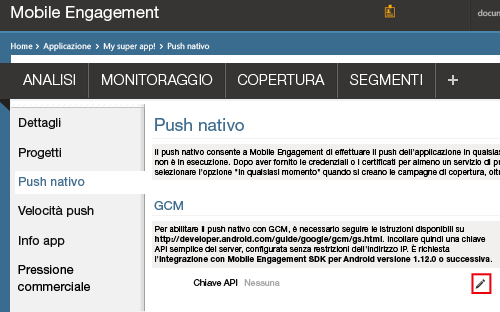 Mobile Engagement
docum
Home > Applicazione > My super app! > Push nativo
ANALISI MONITORAGGIO COPERTURA SEGMENTI +
Dettagli
Progetti
Push nativo
Velocità push
Info app
Pressione
commerciale
Push nativo
Il push nativo consente a Mobile Engagement di effettuare il push dell'applicazione in qualsias
non è in esecuzione. Dopo aver fornito le credenziali o i certificati per almeno un servizio di pu
selezionare l'opzione "In qualsiasi momento" quando si creano le campagne di copertura, oltr
GCM
Per abilitare il push nativo con GCM, è necessario seguire le istruzioni disponibili su
http://developer.android.com/guide/google/gcm/gs.html. Incollare quindi una chiave
API semplice del server, configurata senza restrizioni dell'indirizzo IP. È richiesta
l'integrazione con Mobile Engagement SDK per Android versione 1.12.0 o successiva.
Chiave API Nessuna